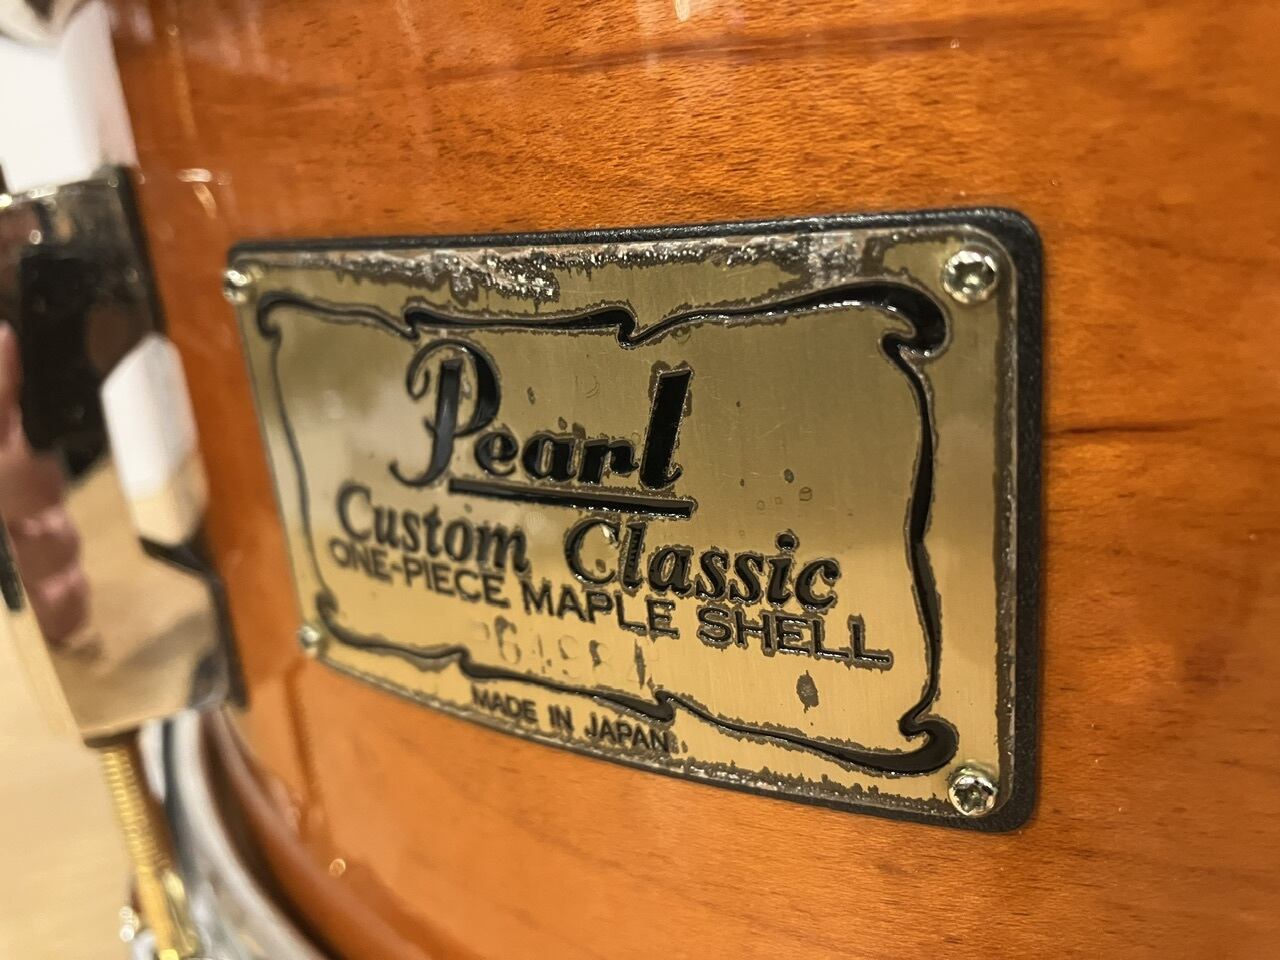 Pearl
Custom Classic
ONE-PIECE MAPLE SHELL
MADE IN JAPAN